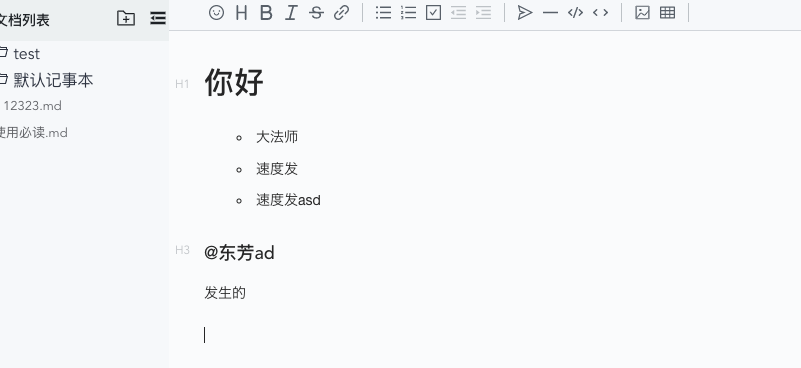 文档列表
test
默认记事本
12323.md
使用必读.md
H1 你好
大法师
速度发
速度发asd
H3 @东芳ad
发生的